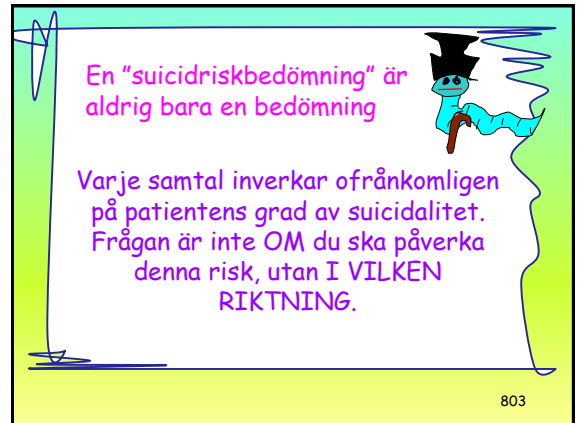 En ”suicidriskbedömning” är
aldrig bara en bedömning
Varje samtal inverkar ofrånkomligen
på patientens grad av suicidalitet.
Frågan är inte OM du ska påverka
denna risk, utan I VILKEN
RIKTNING.
803